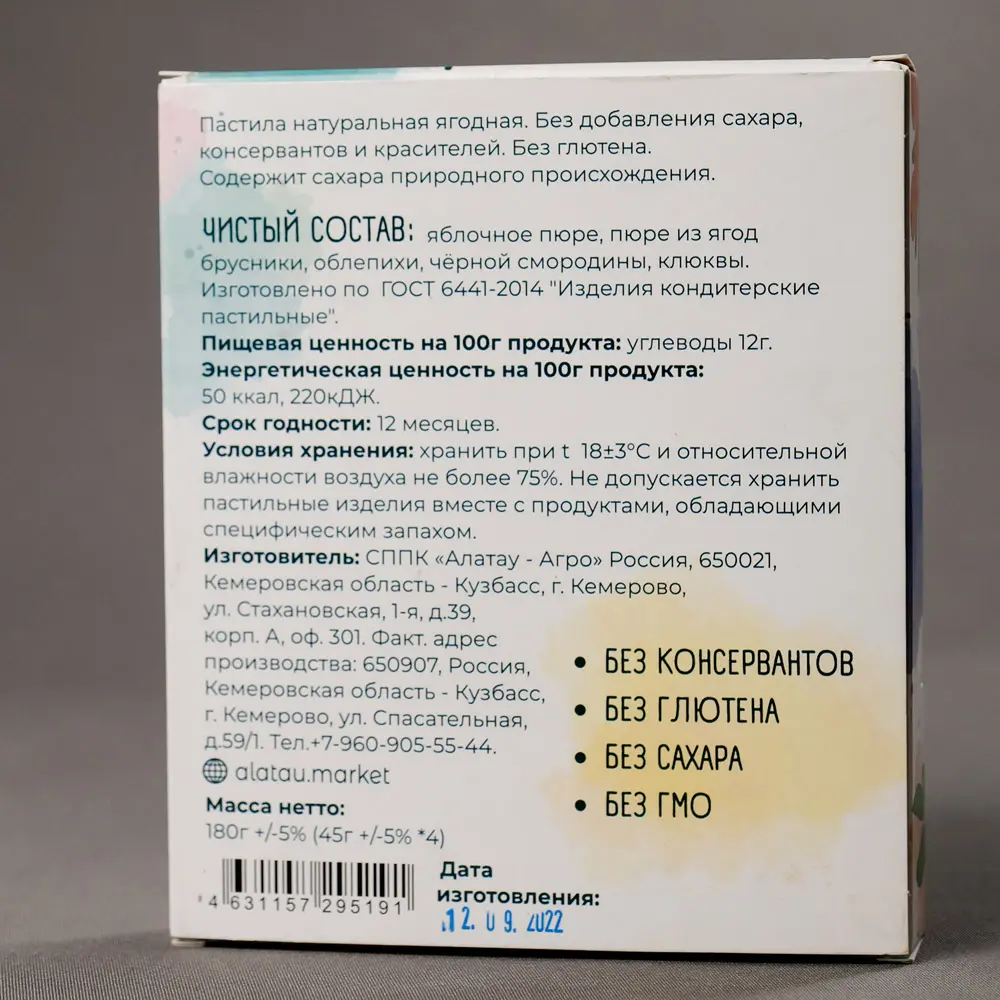 Пастила натуральная ягодная. Без добавления сахара,
консервантов и красителей. Без глютена.
Содержит сахара природного происхождения.
ЧИСТЫЙ СОСТАВ: яблочное пюре, пюре из ягод
брусники, облепихи, чёрной смородины, клюквы.
Изготовлено по ГОСТ 6441-2014 "Изделия кондитерские
пастильные".
Пищевая ценность на 100г продукта: углеводы 12г.
Энергетическая ценность на 100г продукта:
50 ккал, 220кДЖ.
Срок годности: 12 месяцев.
Условия хранения: хранить при t 18±3°С и относительной
влажности воздуха не более 75%. Не допускается хранить
пастильные изделия вместе с продуктами, обладающими
специфическим запахом.
Изготовитель: СППК «Алатау - Агро» Россия, 650021,
Кемеровская область - Кузбасс, г. Кемерово,
ул. Стахановская, 1-я, д.39,
корп. А, оф. 301. Факт. адрес
производства: 650907, Россия,
Кемеровская область - Кузбасс,
г. Кемерово, ул. Спасательная,
д.59/1. Тел.+7-960-905-55-44.
alatau.market
Масса нетто:
180г +/-5% (45г +/-5% *4)
4 631157 295191
• БЕЗ КОНСЕРВАНТОВ
• БЕЗ ГЛЮТЕНА
• БЕЗ САХАРА
• БЕЗ ГМО
Дата
изготовления:
12. 09. 2022